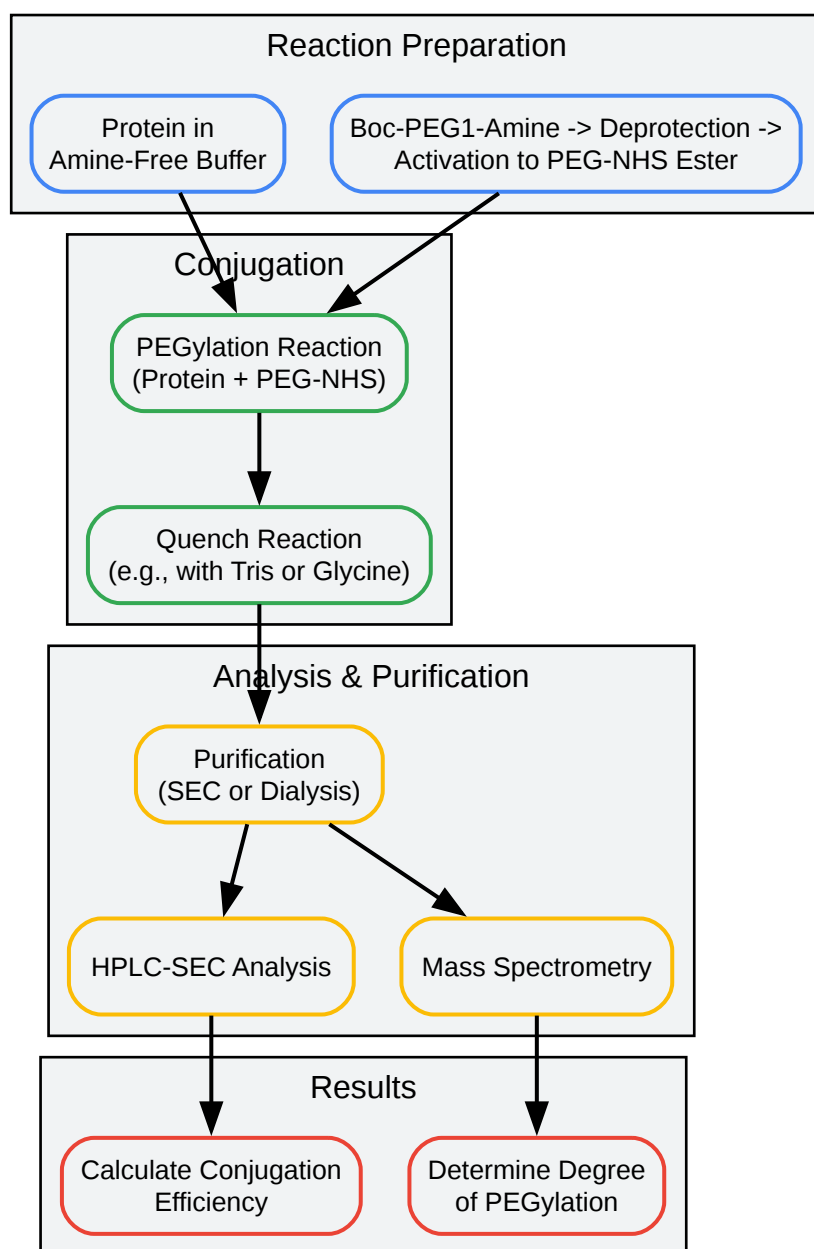 Reaction Preparation
Protein in
Amine-Free Buffer
Boc-PEG1-Amine -> Deprotection ->
Activation to PEG-NHS Ester
Conjugation
PEGylation Reaction
(Protein + PEG-NHS)
Quench Reaction
(e.g., with Tris or Glycine)
Analysis & Purification
Purification
(SEC or Dialysis)
HPLC-SEC Analysis
Mass Spectrometry
Results
Calculate Conjugation
Efficiency
Determine Degree
of PEGylation